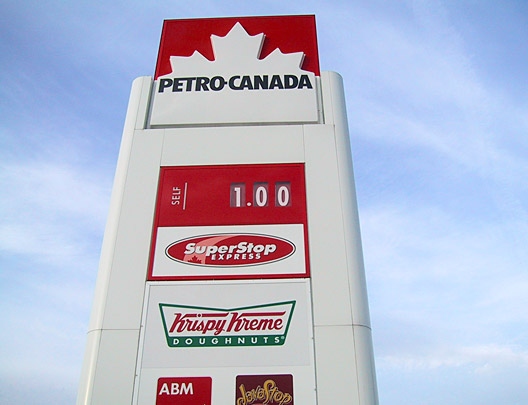 PETRO-CANADA
SELF
1.00
SuperStop
EXPRESS
Krispy Kreme
DOUGHNUTS
ABM
JavaStop